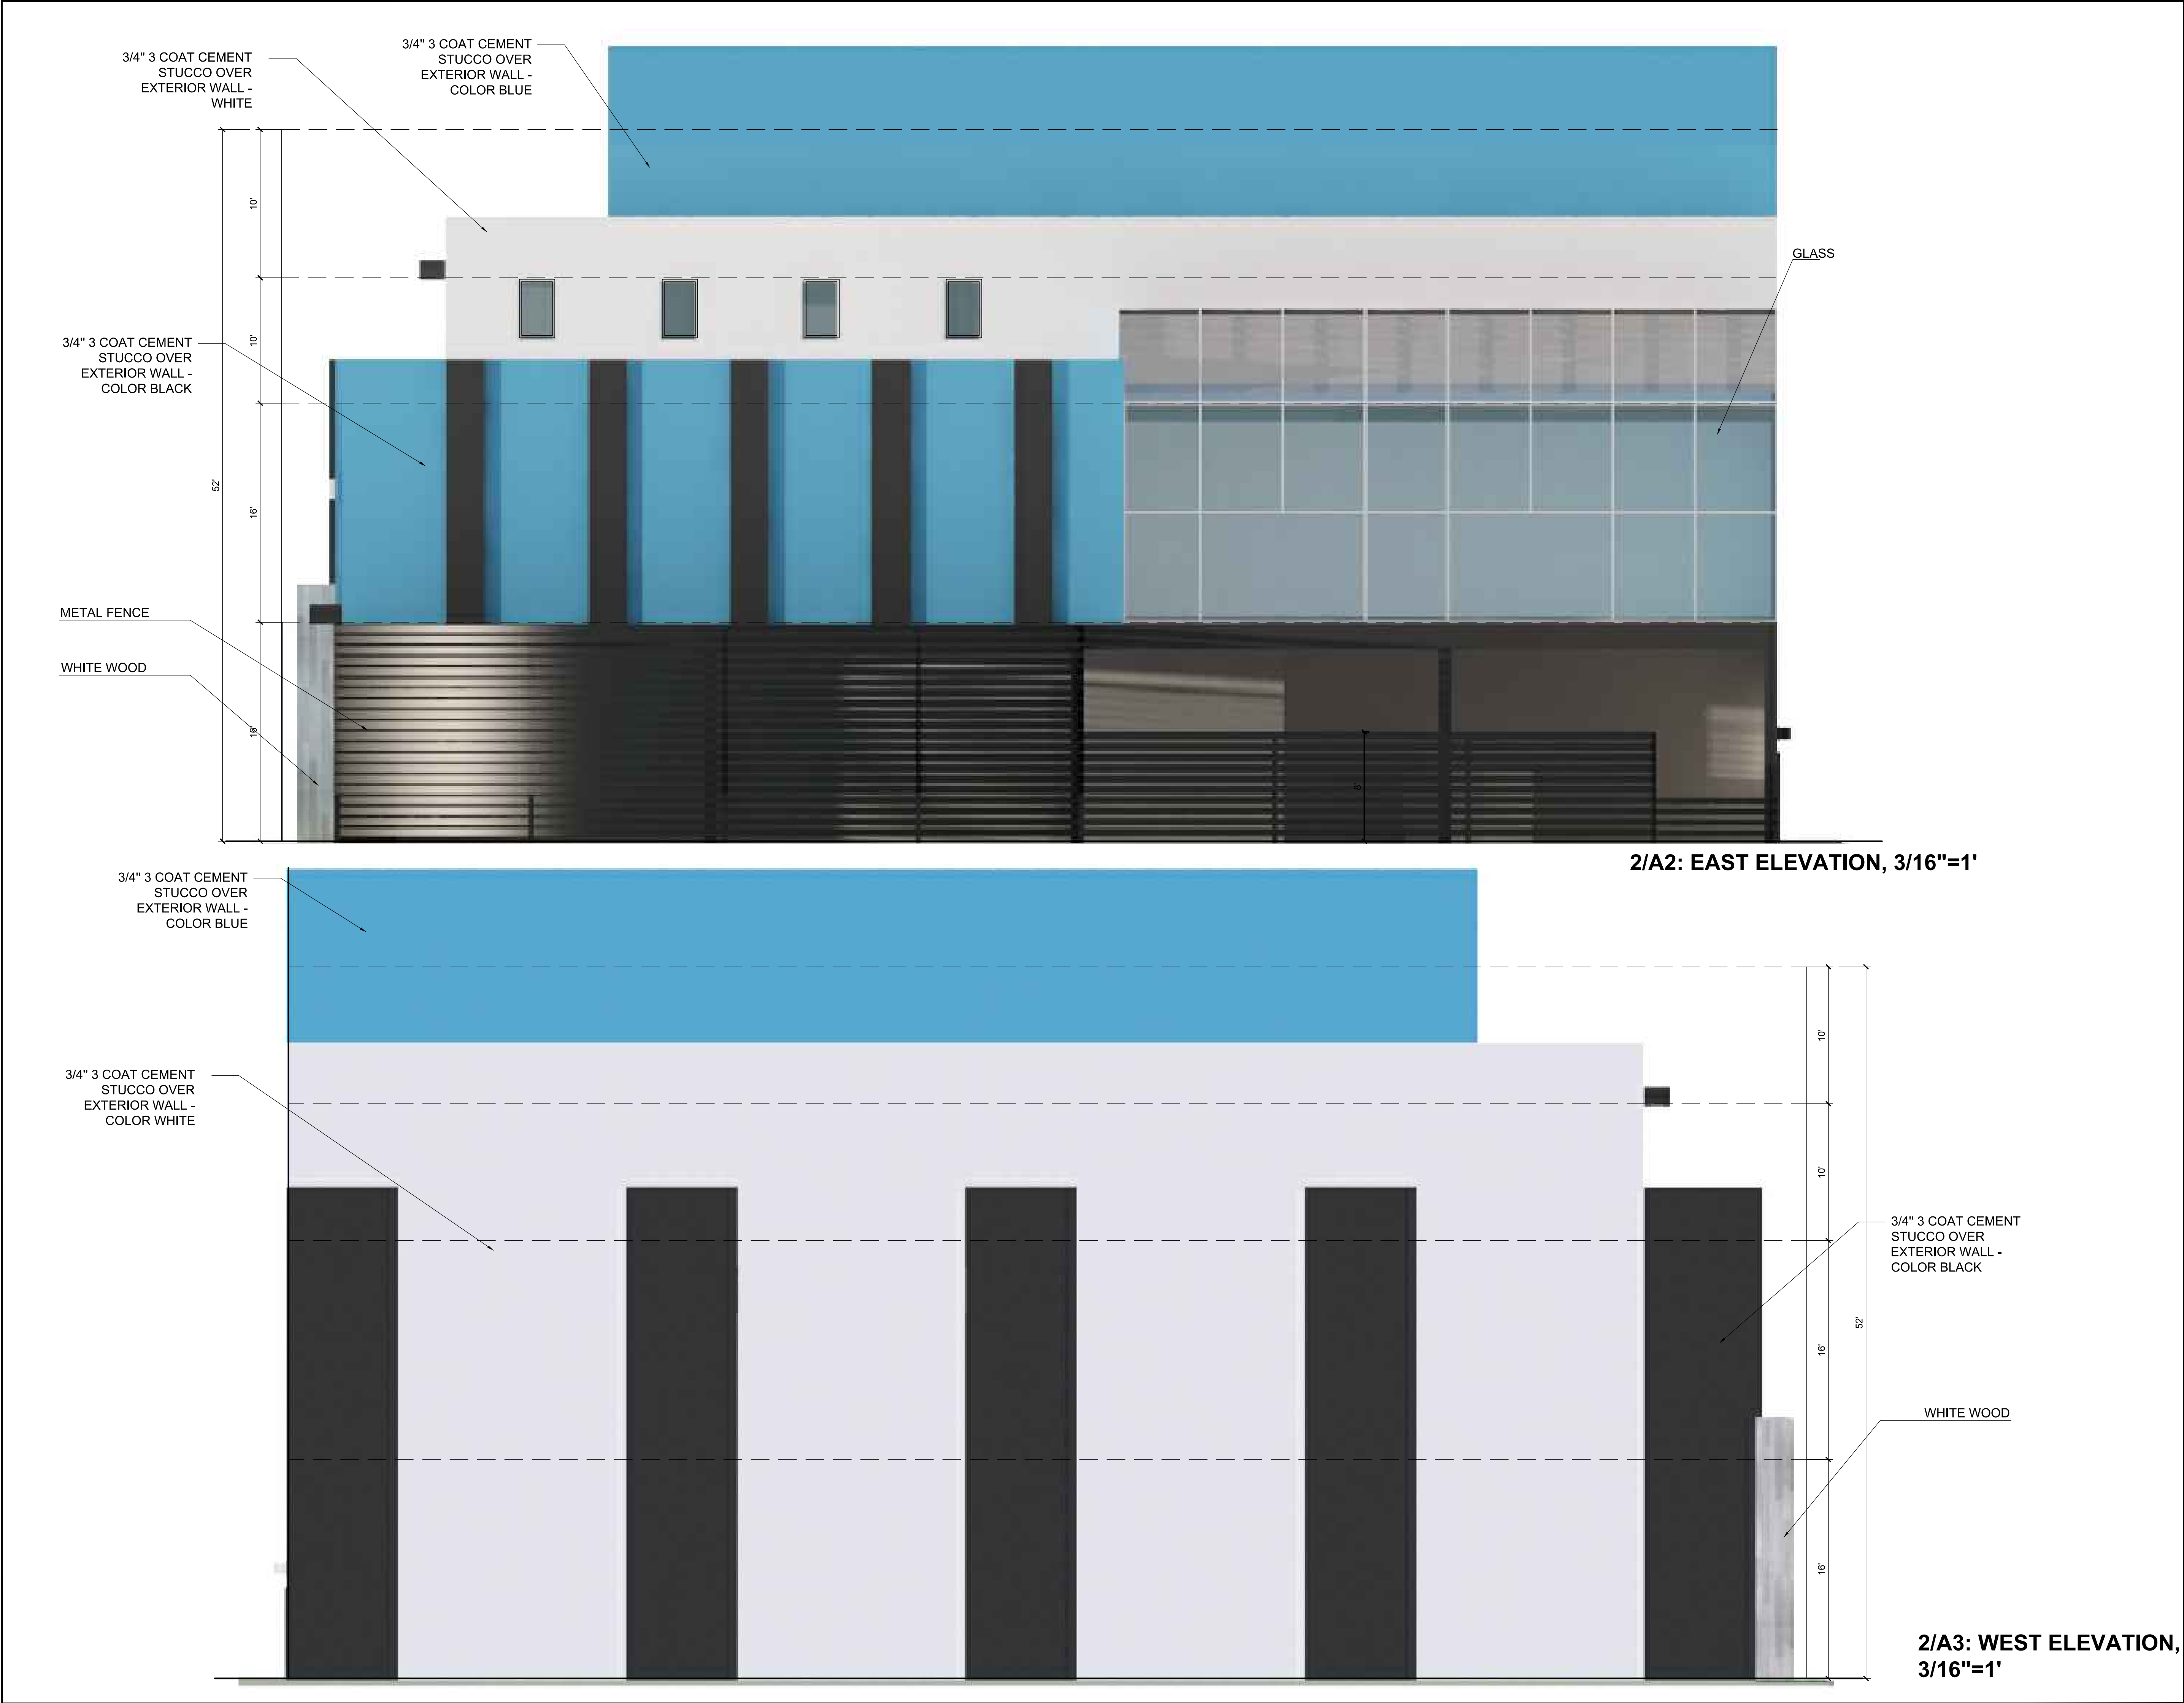 3/4" 3 COAT CEMENT
STUCCO OVER
EXTERIOR WALL -
WHITE
3/4" 3 COAT CEMENT
STUCCO OVER
EXTERIOR WALL -
COLOR BLUE
GLASS
3/4" 3 COAT CEMENT
STUCCO OVER
EXTERIOR WALL -
COLOR BLACK
METAL FENCE
WHITE WOOD
10'
10'
16'
16'
52'
2/A2: EAST ELEVATION, 3/16"=1'
3/4" 3 COAT CEMENT
STUCCO OVER
EXTERIOR WALL -
COLOR BLUE
3/4" 3 COAT CEMENT
STUCCO OVER
EXTERIOR WALL -
COLOR WHITE
10'
10'
16'
16'
52'
3/4" 3 COAT CEMENT
STUCCO OVER
EXTERIOR WALL -
COLOR BLACK
WHITE WOOD
2/A3: WEST ELEVATION,
3/16"=1'